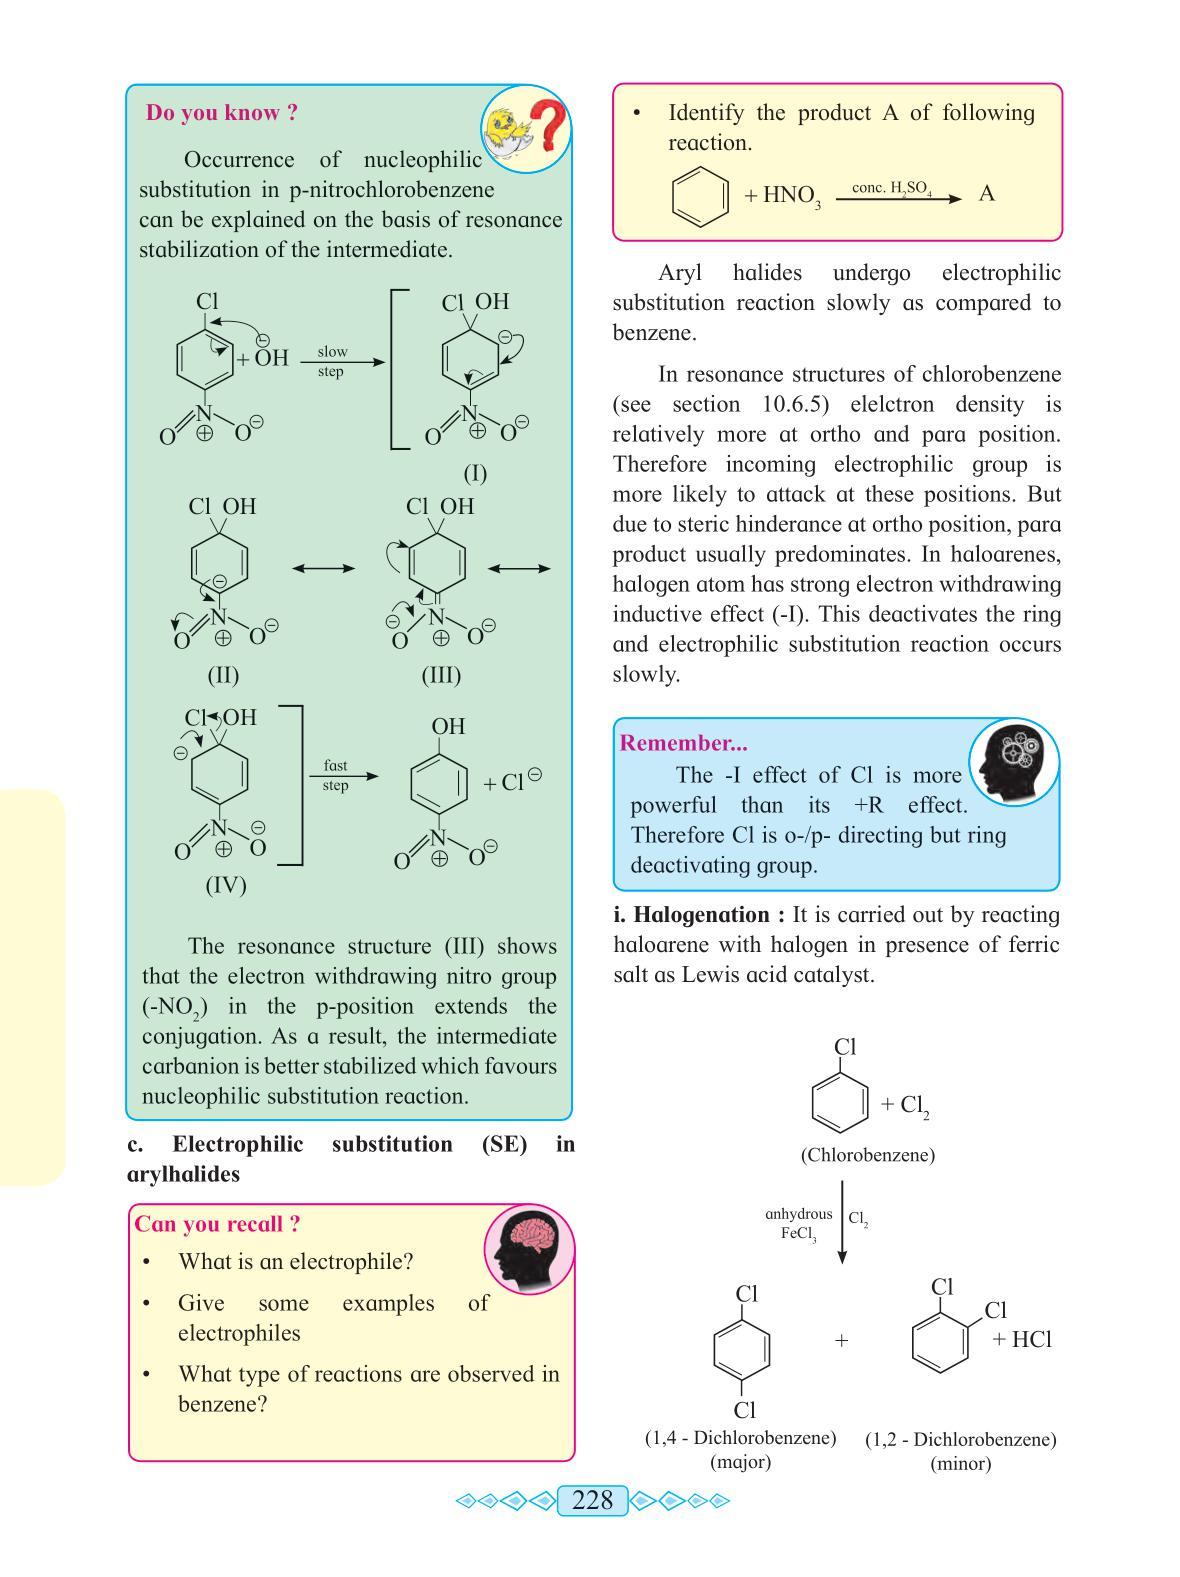 Do you know ?
Occurrence of nucleophilic
substitution in p-nitrochlorobenzene
can be explained on the basis of resonance
stabilization of the intermediate.
Cl
+ OH
⊖
slow
step
N
⊕
O
O⊖
Cl OH
⊖
N
⊕
O
O⊖
(I)
Cl OH
⊖
N
⊕
O
O⊖
(II)
Cl OH
⊖
N
⊕
O
O⊖
(III)
Cl OH
⊖
N
⊖
⊕
O
O
(IV)
fast
step
OH
+ Cl⊖
N
⊕
O
O⊖
The resonance structure (III) shows
that the electron withdrawing nitro group
(-NO₂) in the p-position extends the
conjugation. As a result, the intermediate
carbanion is better stabilized which favours
nucleophilic substitution reaction.
c. Electrophilic substitution (SE) in
arylhalides
Can you recall ?
• What is an electrophile?
• Give some examples of
electrophiles
• What type of reactions are observed in
benzene?
• Identify the product A of following
reaction.
+ HNO₃ conc. H₂SO₄ A
Aryl halides undergo electrophilic
substitution reaction slowly as compared to
benzene.
In resonance structures of chlorobenzene
(see section 10.6.5) elelctron density is
relatively more at ortho and para position.
Therefore incoming electrophilic group is
more likely to attack at these positions. But
due to steric hinderance at ortho position, para
product usually predominates. In haloarenes,
halogen atom has strong electron withdrawing
inductive effect (-I). This deactivates the ring
and electrophilic substitution reaction occurs
slowly.
Remember...
The -I effect of Cl is more
powerful than its +R effect.
Therefore Cl is o-/p- directing but ring
deactivating group.
i. Halogenation : It is carried out by reacting
haloarene with halogen in presence of ferric
salt as Lewis acid catalyst.
Cl
+ Cl₂
(Chlorobenzene)
anhydrous
FeCl₃
Cl₂
Cl
Cl
+
Cl
Cl
+ HCl
(1,4 - Dichlorobenzene)
(major)
(1,2 - Dichlorobenzene)
(minor)
228